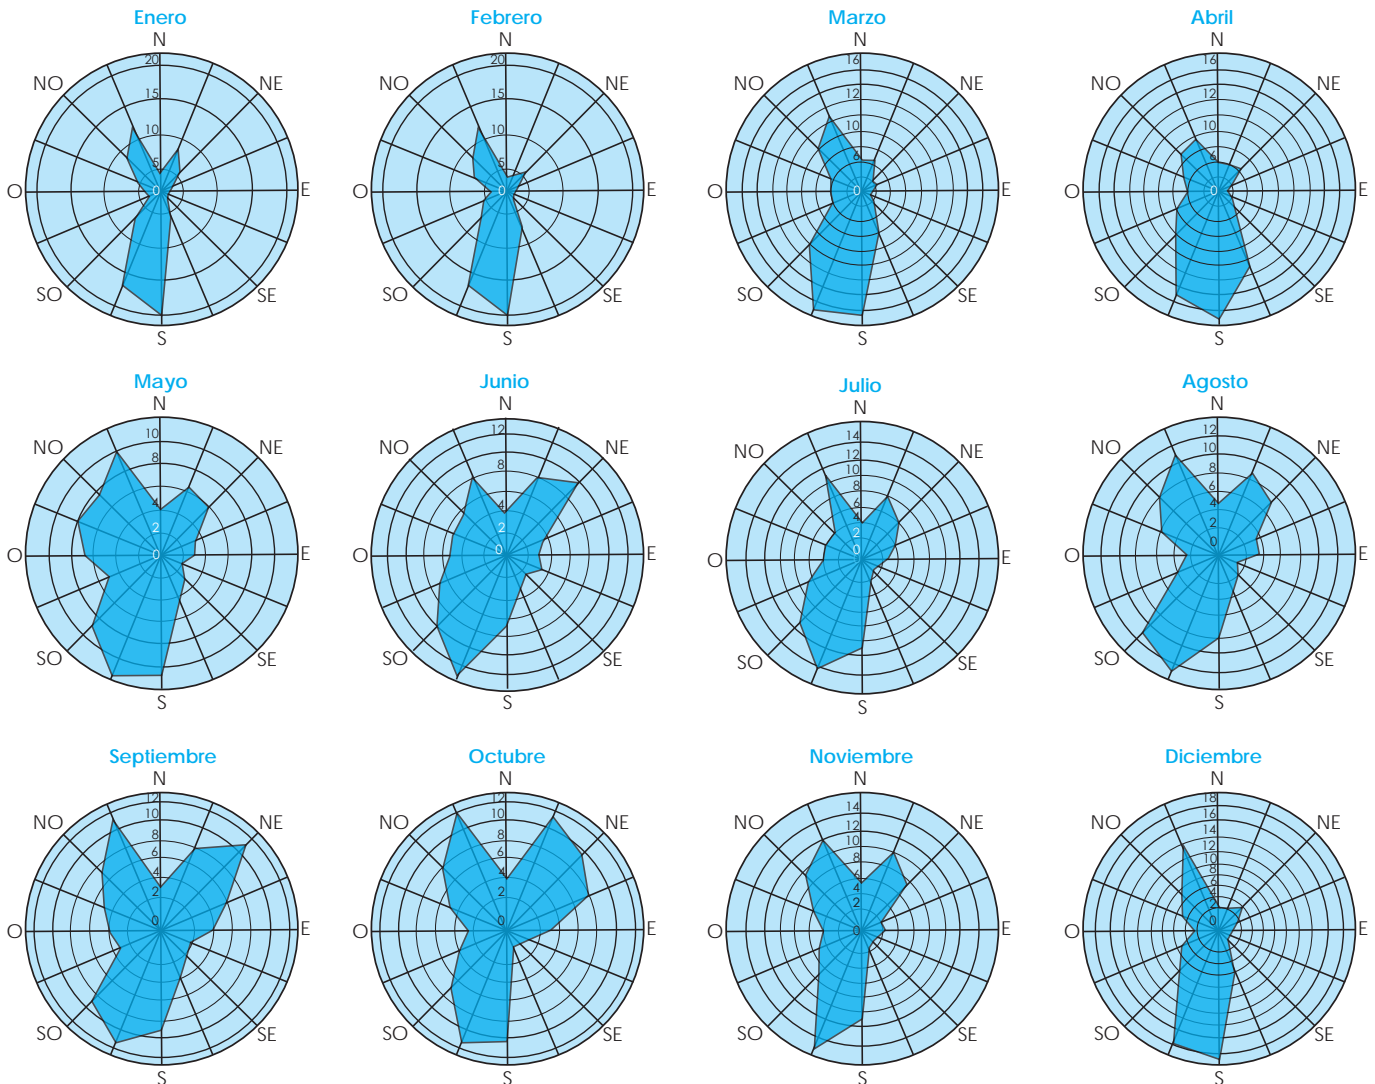 Enero Febrero Marzo Abril
N N N N
20 20 16 16
NO NE NO NE NO NE NO NE
15 15 12 12
10 10 10 10
5 5 6 6
O 0 E O 0 E O 0 E O 0 E
SO SE SO SE SO SE SO SE
S S S S
Mayo Junio Julio Agosto
N N N N
10 12 14 12
NO NE NO NE NO NE NO NE
8 8 12 10
10 8
4 4 8 6
6 4
2 2 4 2
2
O 0 E O 0 E O 0 E O 0 E
SO SE SO SE SO SE SO SE
S S S S
Septiembre Octubre Noviembre Diciembre
N N N N
12 12 14 18
NO NE NO NE NO NE NO NE
10 10 12 16
8 8 10 14
6 6 8 12
4 4 6 10
2 2 4 8
2 6
4
2
O 0 E O 0 E O 0 E O 0 E
SO SE SO SE SO SE SO SE
S S S S